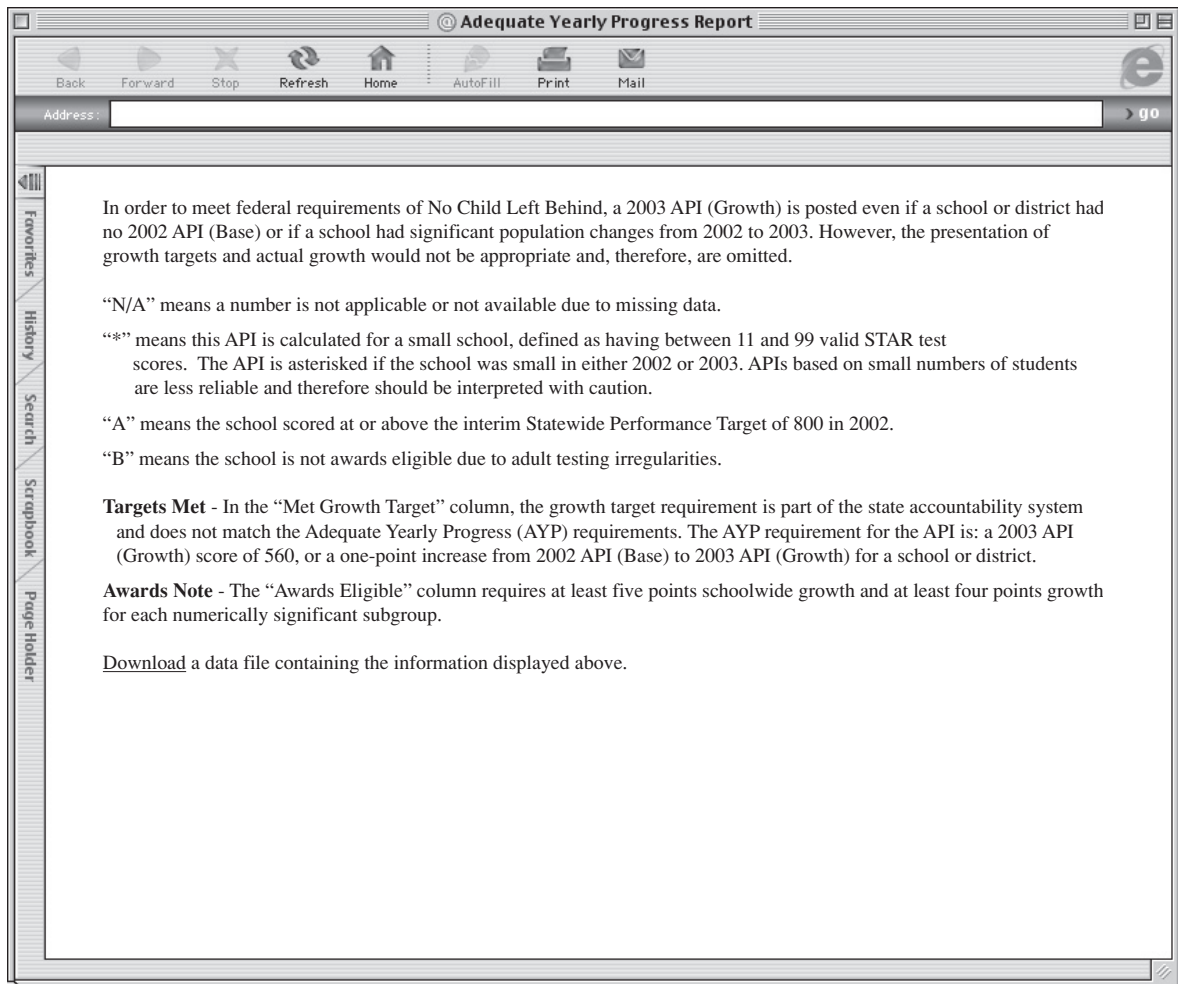 @ Adequate Yearly Progress Report
Back Forward Stop Refresh Home AutoFill Print Mail
Address: go
Favorites
History
Search
Scrapbook
Page Holder
In order to meet federal requirements of No Child Left Behind, a 2003 API (Growth) is posted even if a school or district had
no 2002 API (Base) or if a school had significant population changes from 2002 to 2003. However, the presentation of
growth targets and actual growth would not be appropriate and, therefore, are omitted.
“N/A” means a number is not applicable or not available due to missing data.
“*” means this API is calculated for a small school, defined as having between 11 and 99 valid STAR test
scores. The API is asterisked if the school was small in either 2002 or 2003. APIs based on small numbers of students
are less reliable and therefore should be interpreted with caution.
“A” means the school scored at or above the interim Statewide Performance Target of 800 in 2002.
“B” means the school is not awards eligible due to adult testing irregularities.
Targets Met - In the “Met Growth Target” column, the growth target requirement is part of the state accountability system
and does not match the Adequate Yearly Progress (AYP) requirements. The AYP requirement for the API is: a 2003 API
(Growth) score of 560, or a one-point increase from 2002 API (Base) to 2003 API (Growth) for a school or district.
Awards Note - The “Awards Eligible” column requires at least five points schoolwide growth and at least four points growth
for each numerically significant subgroup.
Download a data file containing the information displayed above.